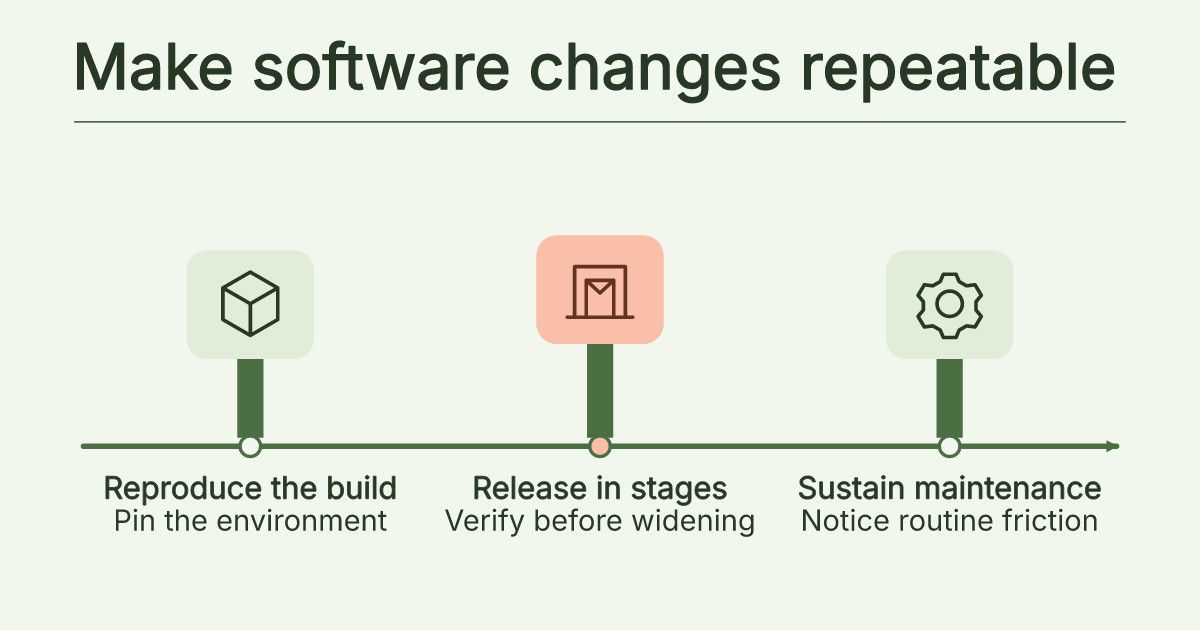 Make software changes repeatable
Reproduce the build
Pin the environment
Release in stages
Verify before widening
Sustain maintenance
Notice routine friction